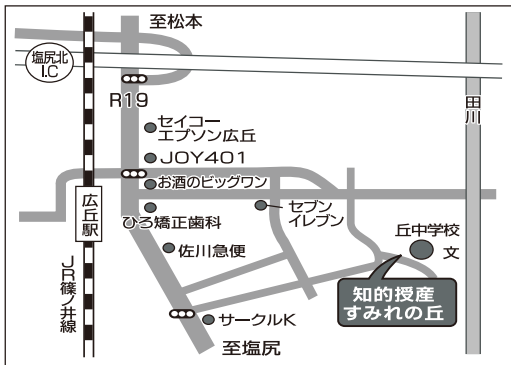 至松本
塩尻北
I.C
R19
田川
セイコー
エプソン広丘
JOY401
お酒のビッグワン
広丘駅
ひろ矯正歯科
セブン
イレブン
丘中学校
文
佐川急便
JR篠ノ井線
知的授産
すみれの丘
サークルK
至塩尻